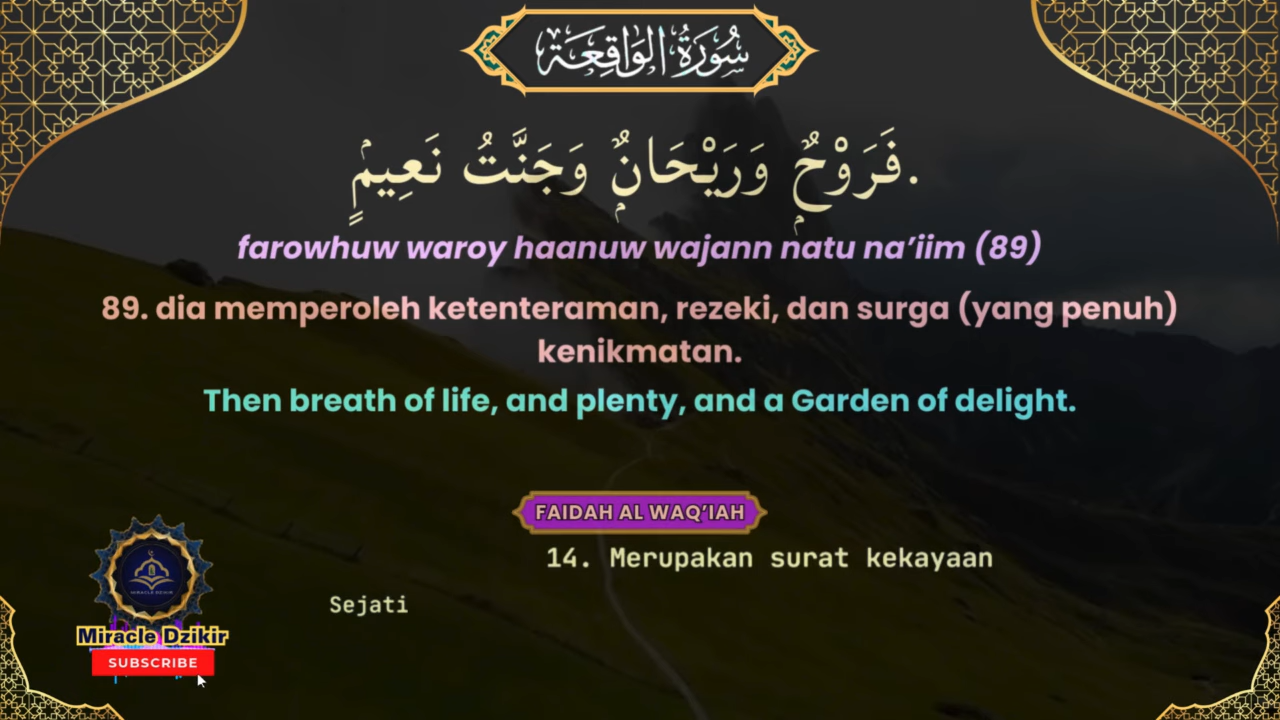 سُورَةُ الوَاقِعَة
فَرَوْحٌۭ وَرَيْحَانٌۭ وَجَنَّتُ نَعِيمٍۢ.
farowhuw waroy haanuw wajann natu na’iim (89)
89. dia memperoleh ketenteraman, rezeki, dan surga (yang penuh)
kenikmatan.
Then breath of life, and plenty, and a Garden of delight.
FAIDAH AL WAQ’IAH
14. Merupakan surat kekayaan
Sejati
MIRACLE DZIKIR
Miracle Dzikir
SUBSCRIBE